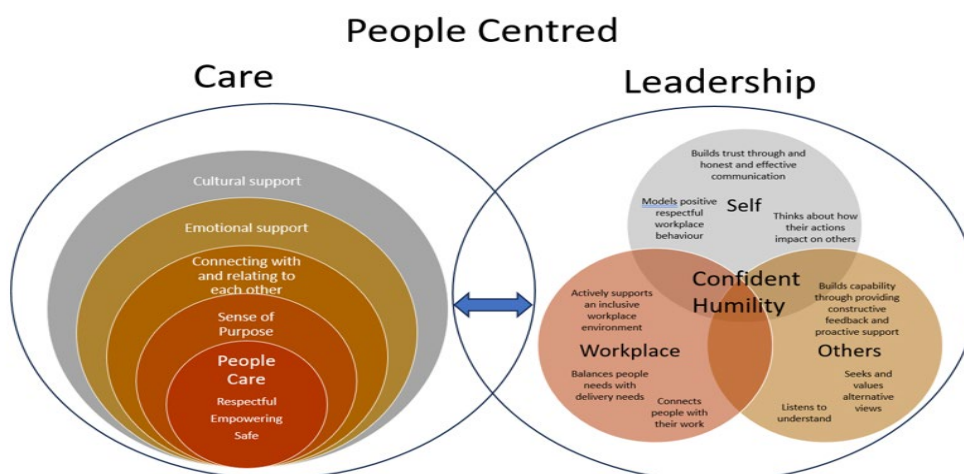 People Centred
Care
Leadership
Cultural support
Emotional support
Connecting with
and relating to
each other
Sense of
Purpose
People
Care
Respectful
Empowering
Safe
Builds trust through and
honest and effective
communication
Self
Models positive
respectful
workplace
behaviour
Thinks about how
their actions
impact on others
Confident
Humility
Actively supports
an inclusive
workplace
environment
Workplace
Balances people
needs with
delivery needs
Connects
people with
their work
Builds capability
through providing
constructive
feedback and
proactive support
Others
Seeks and
values
alternative
views
Listens to
understand